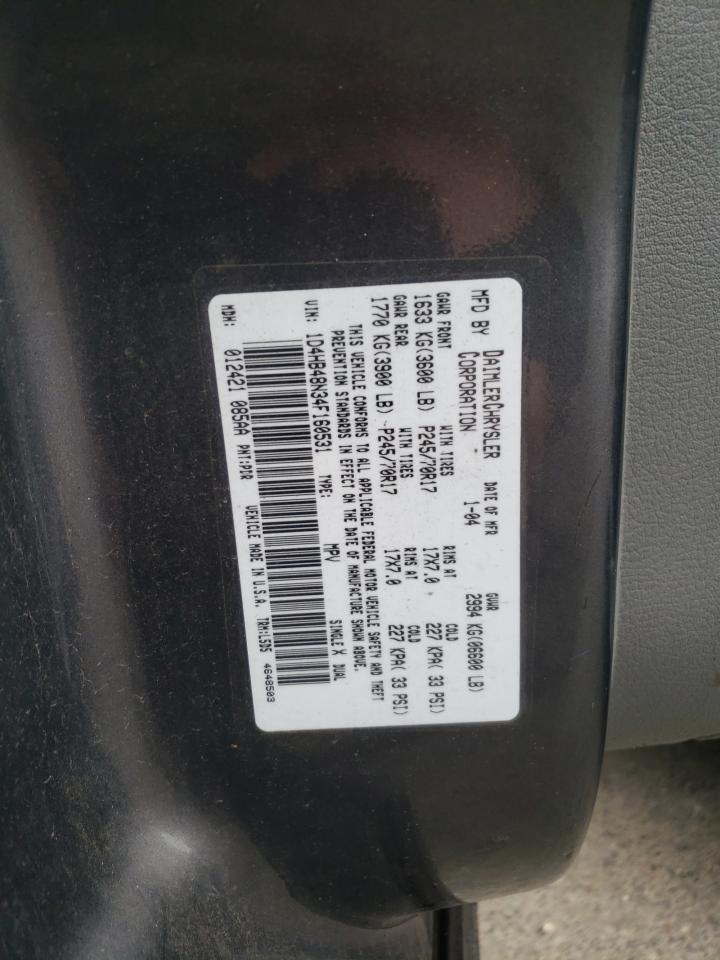 MFD BY DAIMLERCHRYSLER CORPORATION
DATE OF MFR
1-04
GVWR
2994 KG(06600 LB)
GAWR FRONT WITH TIRES RIMS AT COLD
1633 KG(3600 LB) P245/70R17 17X7.0 227 KPA( 33 PSI)
GAWR REAR WITH TIRES RIMS AT COLD
1770 KG(3900 LB) P245/70R17 17X7.0 227 KPA( 33 PSI)
THIS VEHICLE CONFORMS TO ALL APPLICABLE FEDERAL MOTOR VEHICLE SAFETY AND THEFT
PREVENTION STANDARDS IN EFFECT ON THE DATE OF MANUFACTURE SHOWN ABOVE.
VIN: 1D4HB48N34F160531 TYPE: MPV SINGLE X DUAL
MDH: 012421 085AA PNT:PDR VEHICLE MADE IN U.S.A. TRM:L5D5 4648503